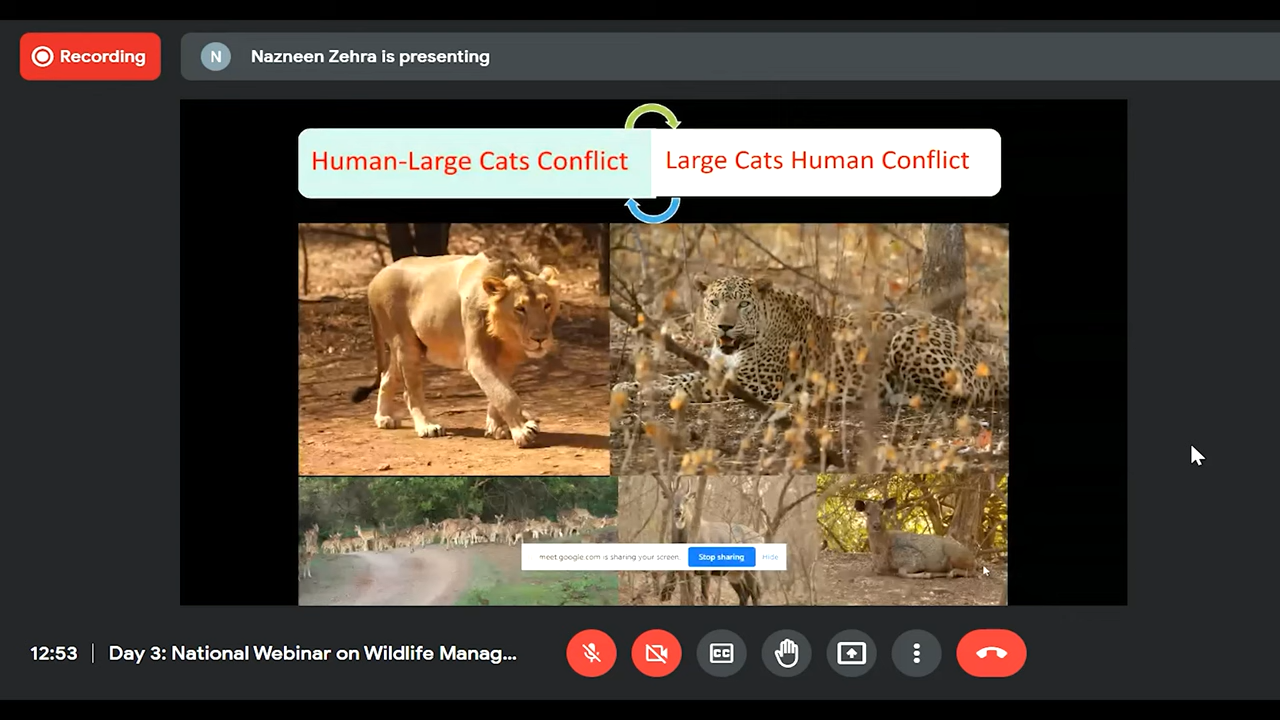 Recording
N
Nazneen Zehra is presenting
Human-Large Cats Conflict
Large Cats Human Conflict
meet.google.com is sharing your screen.
Stop sharing
Hide
12:53
Day 3: National Webinar on Wildlife Manag...
CC